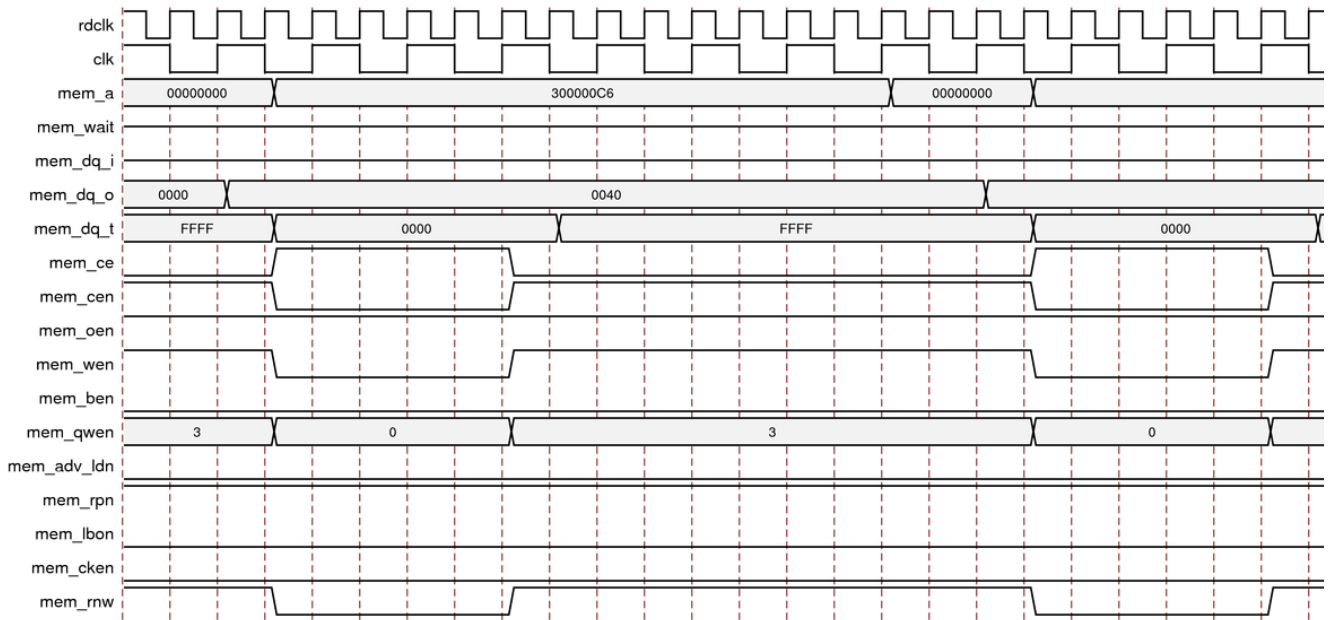 rdclk
clk
mem_a 00000000 300000C6 00000000
mem_wait
mem_dq_i
mem_dq_o 0000 0040
mem_dq_t FFFF 0000 FFFF 0000
mem_ce
mem_cen
mem_oen
mem_wen
mem_ben
mem_qwen 3 0 3 0
mem_adv_ldn
mem_rpn
mem_lbon
mem_cken
mem_rnw